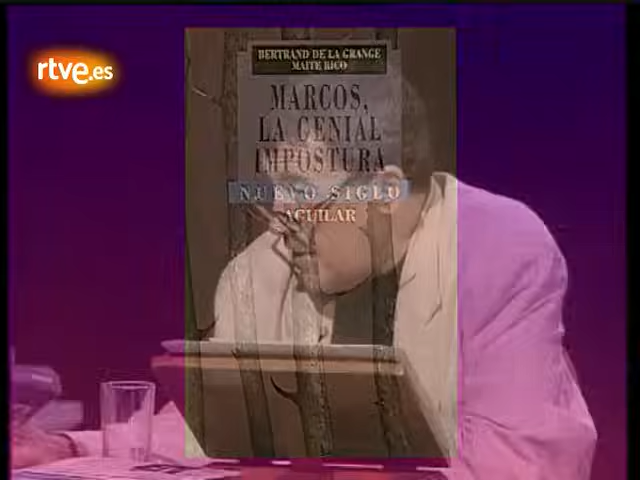 rtve.es
BERTRAND DE LA GRANGE
MAITE RICO
MARCOS,
LA GENIAL
IMPOSTURA
NUEVO SIGLO
AGUILAR